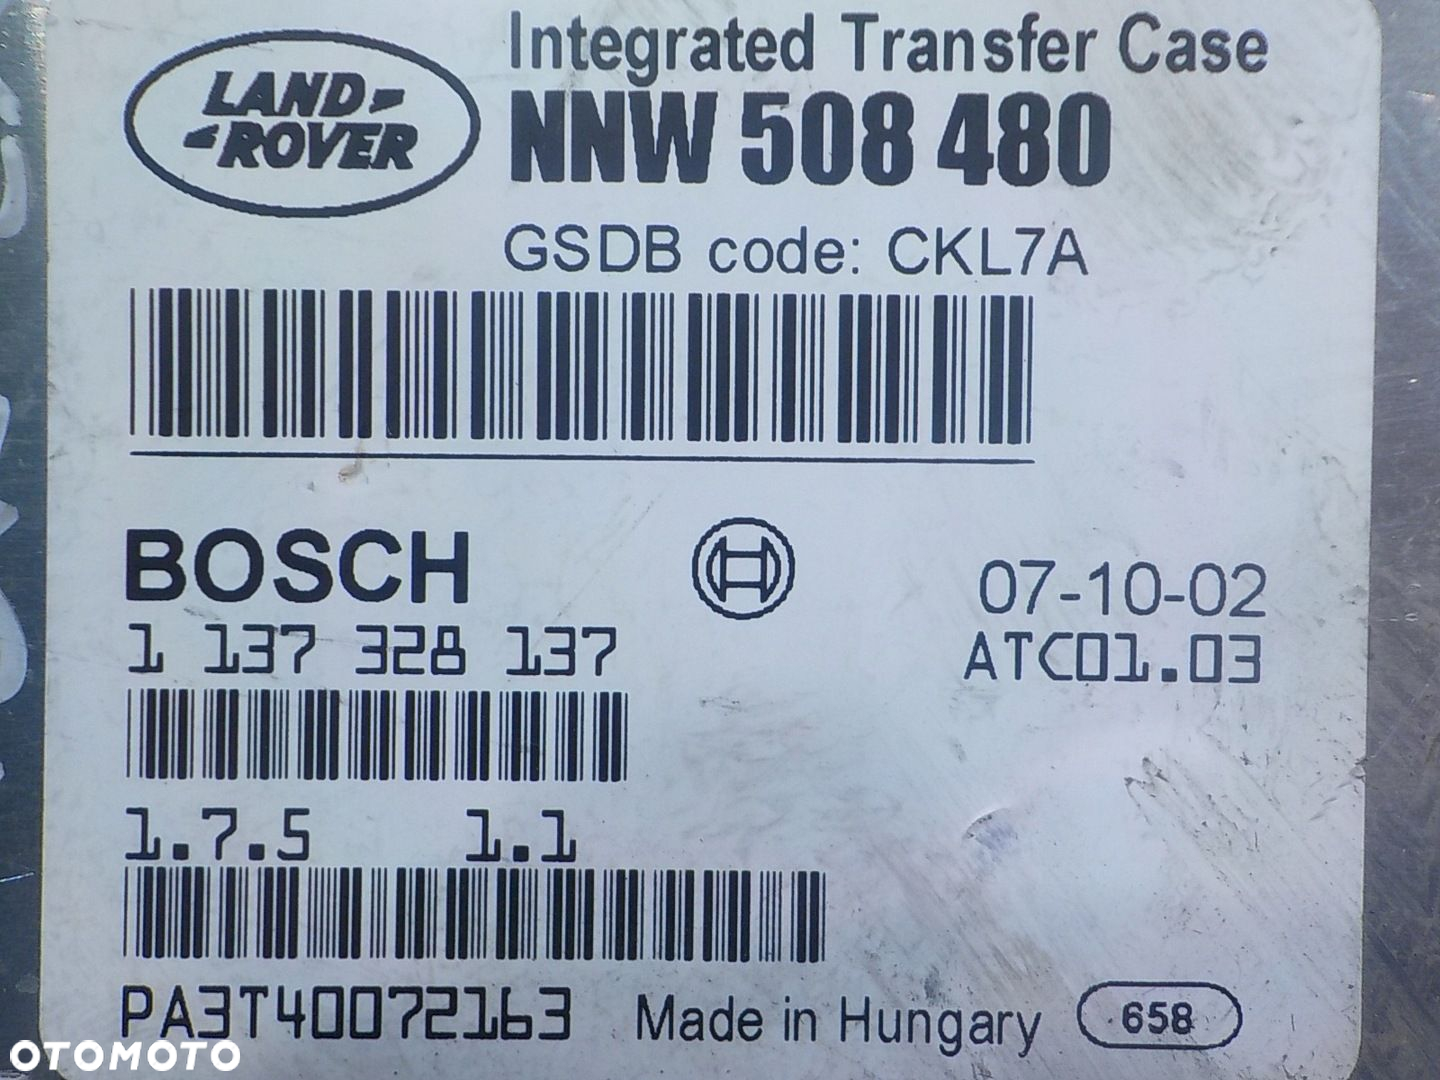 LAND
ROVER
Integrated Transfer Case
NNW 508 480
GSDB code: CKL7A
BOSCH
07-10-02
1 137 328 137
ATC01.03
1.7.5 1.1
PA3T40072163 Made in Hungary 658
OTOMOTO